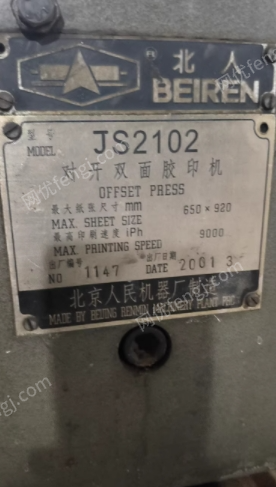 ® 北人
BEIREN
型号
MODEL JS2102
对开双面胶印机
OFFSET PRESS
最大纸张尺寸 mm 650×920
MAX. SHEET SIZE
最高印刷速度 iPh 9000
MAX. PRINTING SPEED
出厂编号 出厂日期
NO 1147 DATE 2001 3
北京人民机器厂制造
MADE BY BEIJING RENMIN MACHINERY PLANT PRC